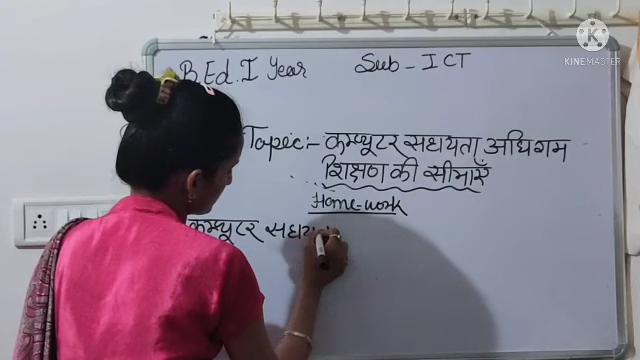 B.Ed. I Year Sub - ICT
Topic:- कम्प्यूटर सहायता अधिगम
शिक्षण की सीमाएँ
Home-work
कम्प्यूटर सहाय
KINEMASTER